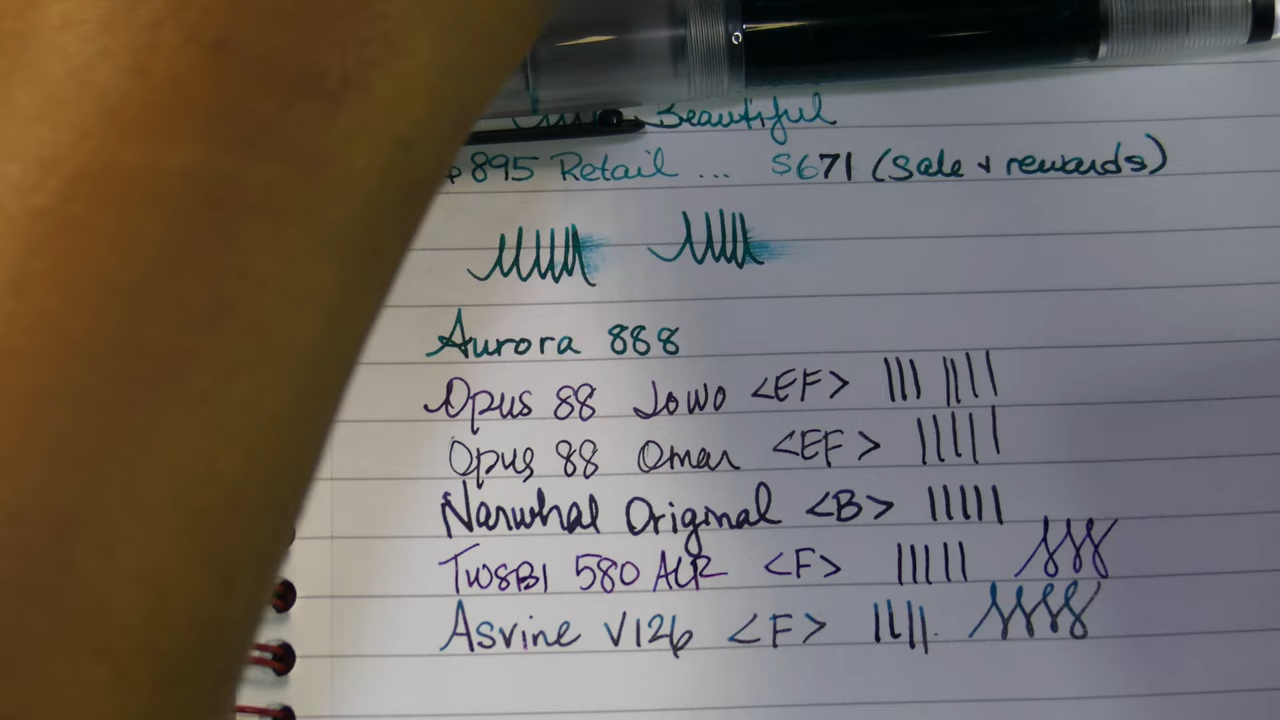 Beautiful
$895 Retail ... $671 (Sale + rewards)
Aurora 888
Opus 88 Jowo <EF>
Opus 88 Omar <EF>
Narwhal Original <B>
TWSBI 580 ALR <F>
Asvine V126 <F>